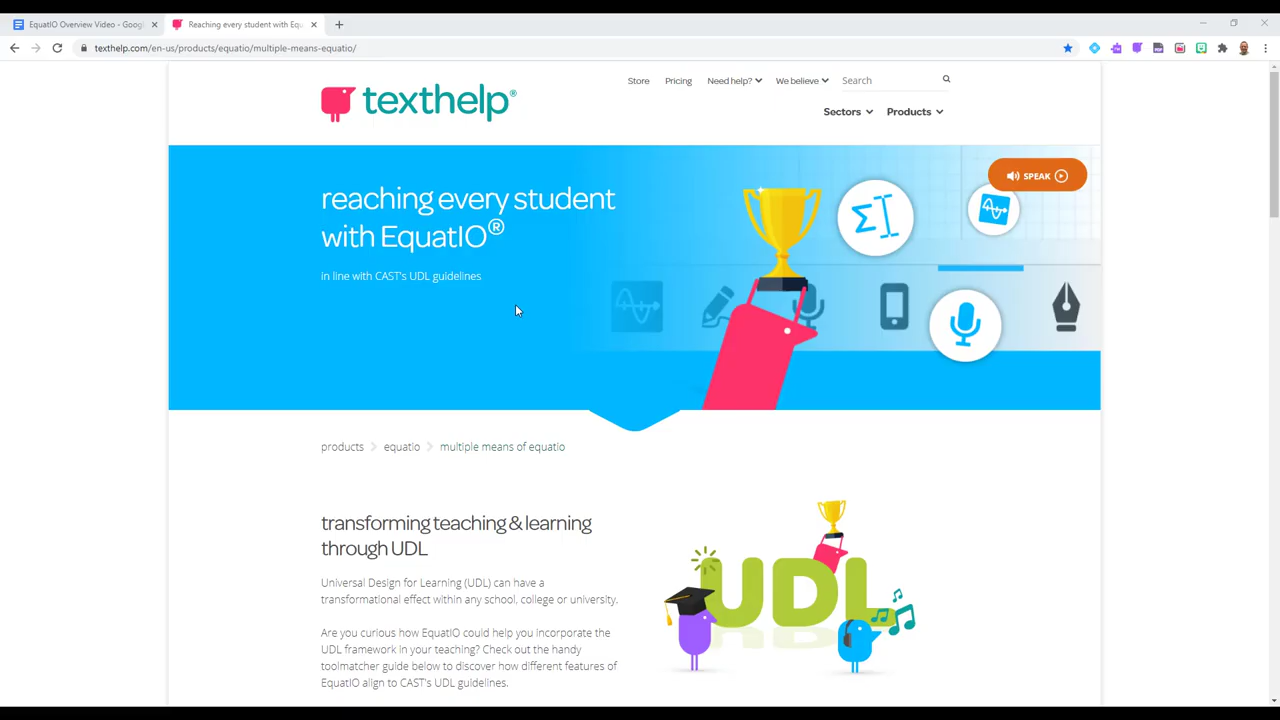 EquatIO Overview Video - Googl
Reaching every student with Equ
texthelp.com/en-us/products/equatio/multiple-means-equatio/
Store Pricing Need help? We believe Search
texthelp®
Sectors Products
reaching every student
with EquatIO®
in line with CAST's UDL guidelines
SPEAK
products equatio multiple means of equatio
transforming teaching & learning
through UDL
Universal Design for Learning (UDL) can have a
transformational effect within any school, college or university.
Are you curious how EquatIO could help you incorporate the
UDL framework in your teaching? Check out the handy
toolmatcher guide below to discover how different features of
EquatIO align to CAST's UDL guidelines.
UDL